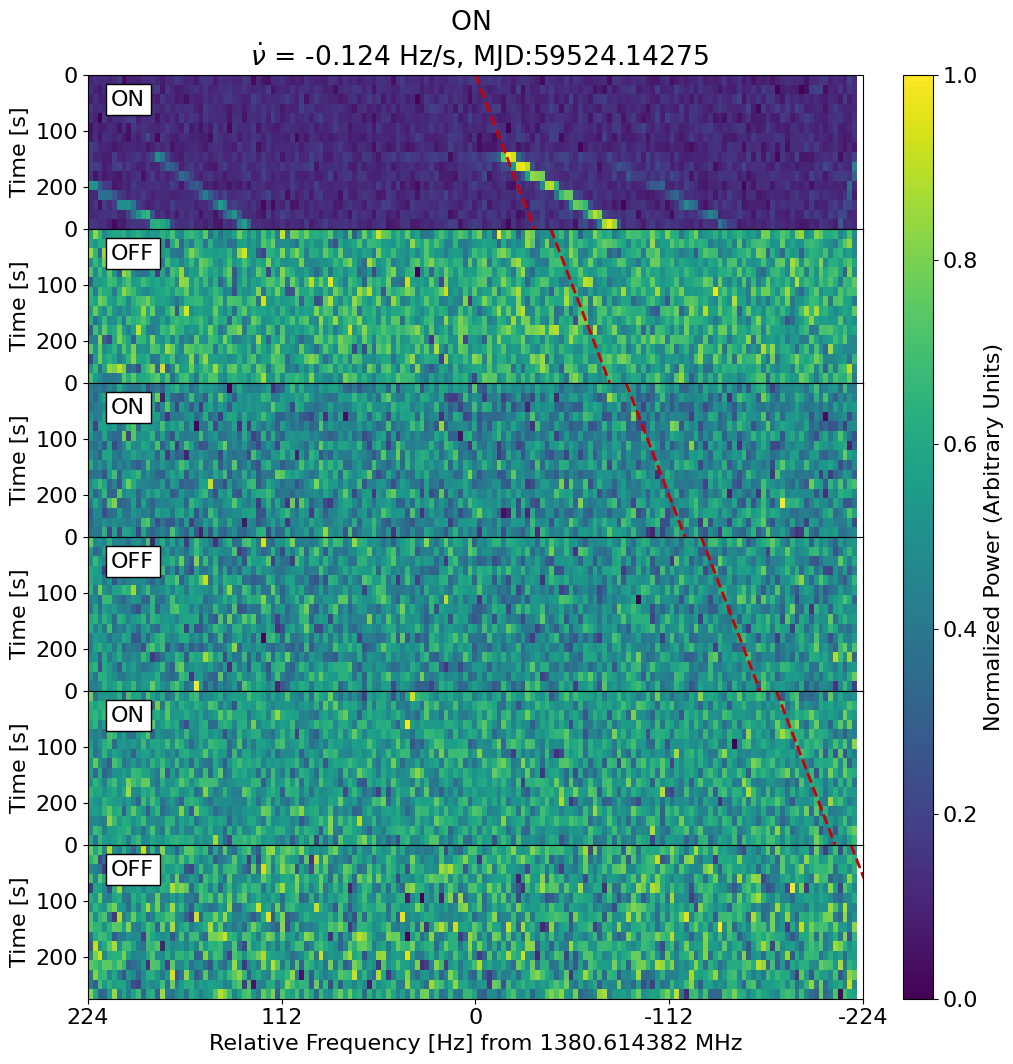 ON
ν̇ = -0.124 Hz/s, MJD:59524.14275
0
100
200
Time [s]
ON
0
100
200
Time [s]
OFF
0
100
200
Time [s]
ON
0
100
200
Time [s]
OFF
0
100
200
Time [s]
ON
0
100
200
Time [s]
OFF
224 112 0 -112 -224
Relative Frequency [Hz] from 1380.614382 MHz
1.0
0.8
0.6
0.4
0.2
0.0
Normalized Power (Arbitrary Units)